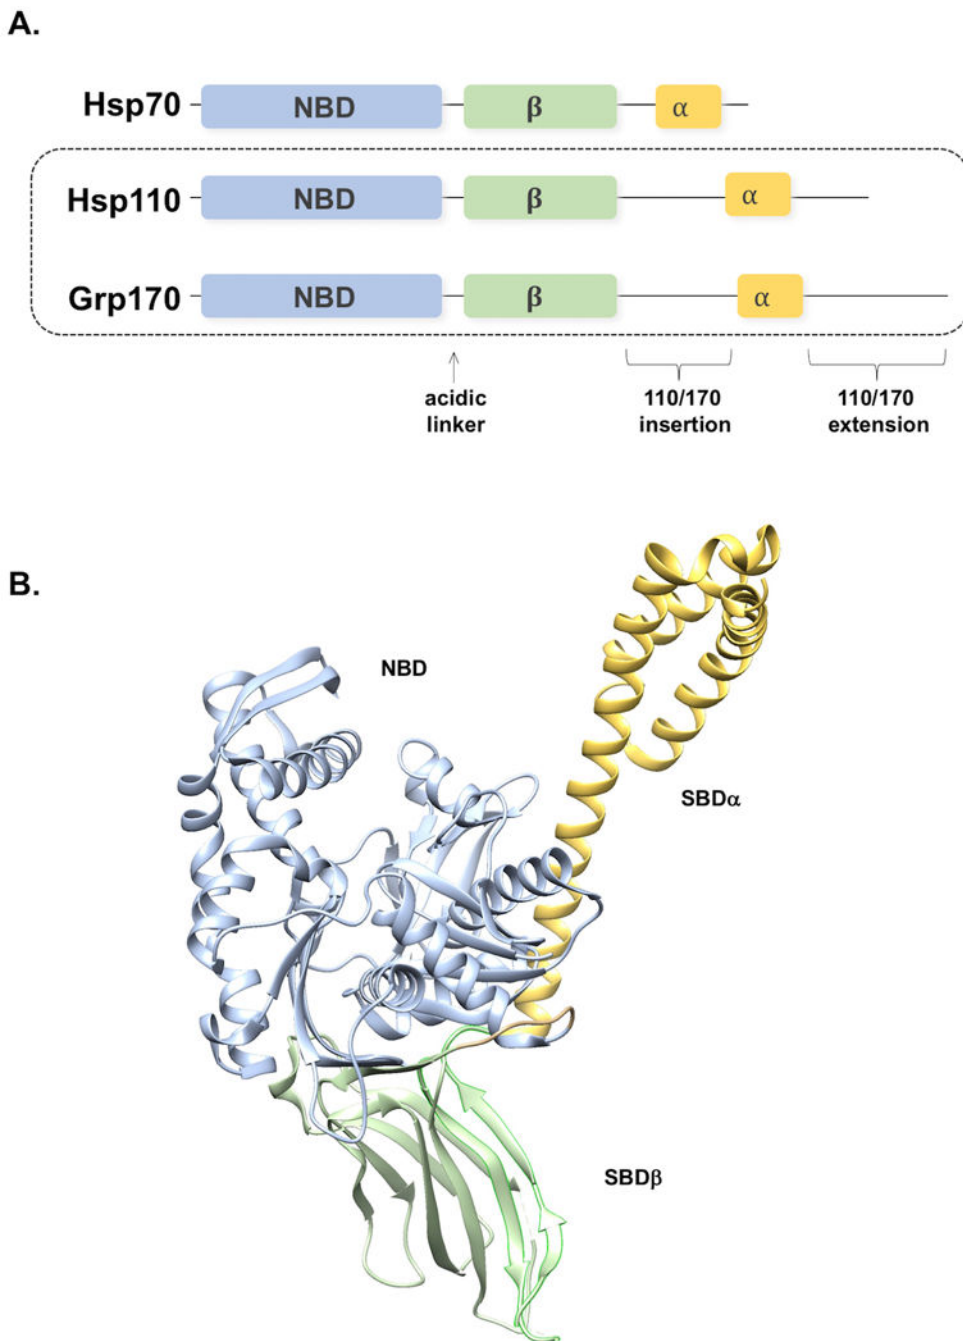 A.
Hsp70 NBD β α
Hsp110 NBD β α
Grp170 NBD β α
acidic
linker
110/170
insertion
110/170
extension
B.
NBD
SBDα
SBDβ